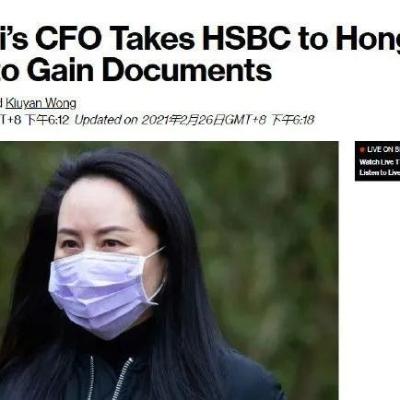 i's CFO Takes HSBC to Hong
to Gain Documents
Kiuyan Wong
T+8 下午6:12 Updated on 2021年2月26日GMT+8 下午6:18
LIVE ON B
Watch Live T
Listen to Live